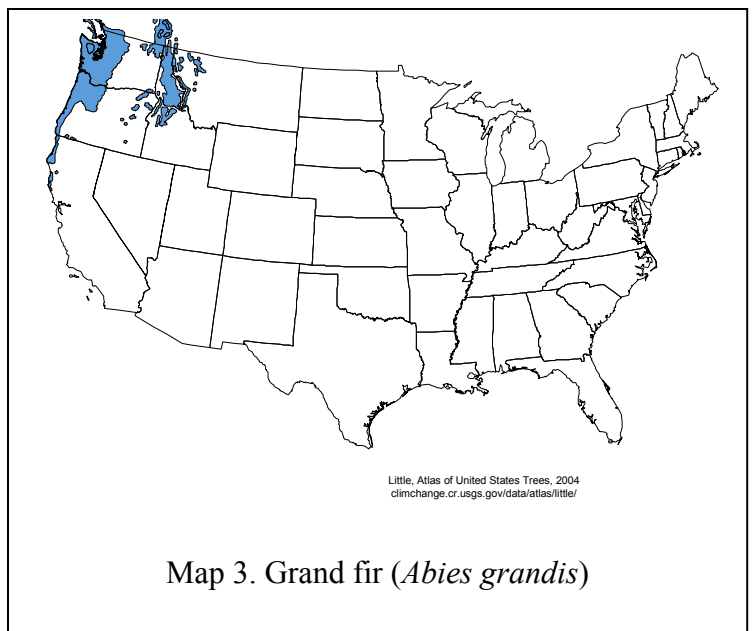 Little, Atlas of United States Trees, 2004
climchange.cr.usgs.gov/data/atlas/little/
Map 3. Grand fir (Abies grandis)